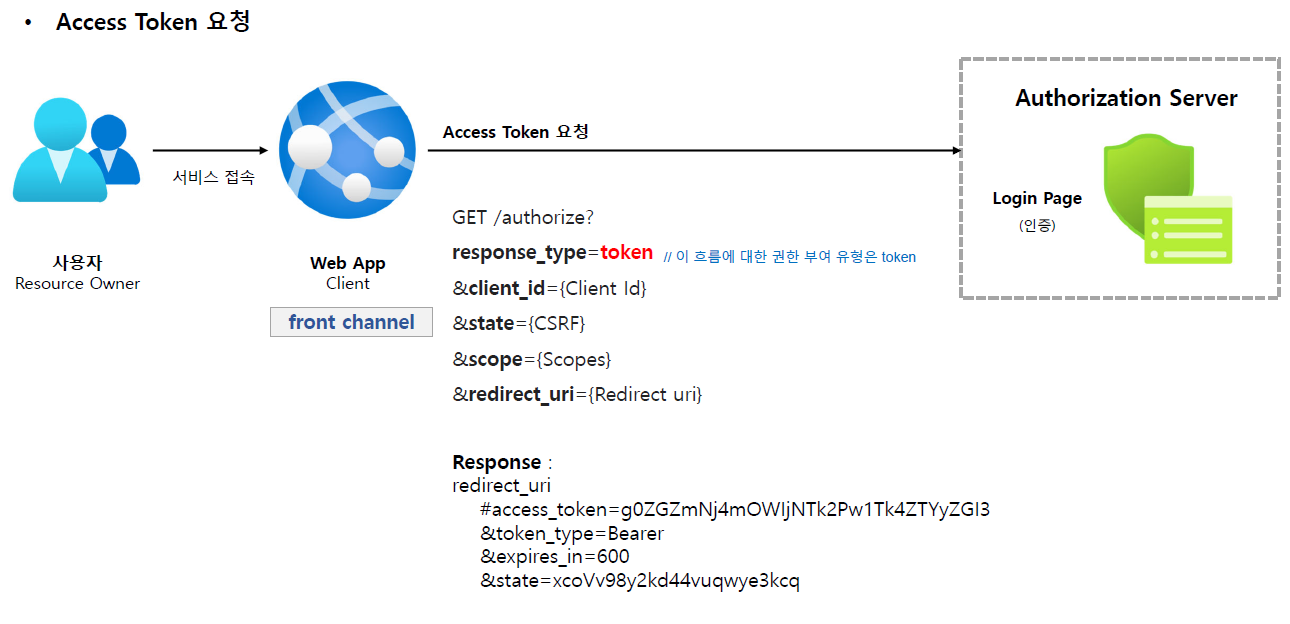 • Access Token 요청
Authorization Server
Access Token 요청
서비스 접속
Login Page
(인증)
사용자
Resource Owner
Web App
Client
front channel
GET /authorize?
response_type=token // 이 흐름에 대한 권한 부여 유형은 token
&client_id={Client Id}
&state={CSRF}
&scope={Scopes}
&redirect_uri={Redirect uri}
Response :
redirect_uri
#access_token=g0ZGZmNj4mOWIjNTk2Pw1Tk4ZTYyZGI3
&token_type=Bearer
&expires_in=600
&state=xcoVv98y2kd44vuqwye3kcq